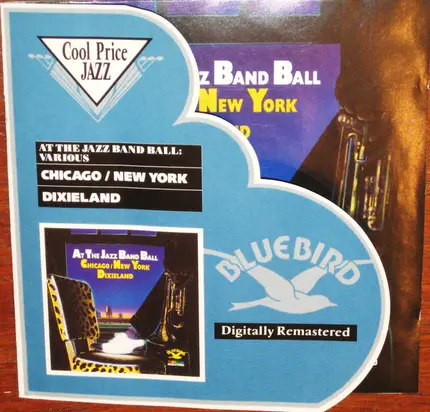 Cool Price
JAZZ
ZZ BAND BALL
NEW YORK
D
AT THE JAZZ BAND BALL:
VARIOUS
CHICAGO / NEW YORK
DIXIELAND
AT THE JAZZ BAND BALL
CHICAGO/NEW YORK
DIXIELAND
BLUEBIRD
Digitally Remastered